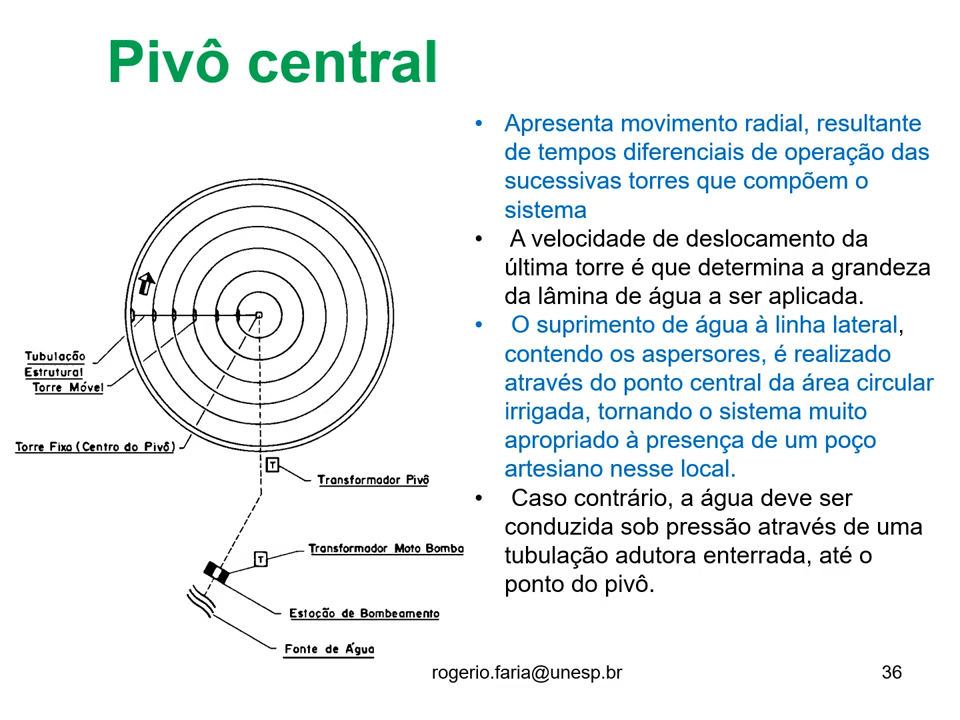 Pivô central
• Apresenta movimento radial, resultante
de tempos diferenciais de operação das
sucessivas torres que compõem o
sistema
• A velocidade de deslocamento da
última torre é que determina a grandeza
da lâmina de água a ser aplicada.
• O suprimento de água à linha lateral,
contendo os aspersores, é realizado
através do ponto central da área circular
irrigada, tornando o sistema muito
apropriado à presença de um poço
artesiano nesse local.
• Caso contrário, a água deve ser
conduzida sob pressão através de uma
tubulação adutora enterrada, até o
ponto do pivô.
Tubulação
Estrutural
Torre Móvel
Torre Fixa (Centro do Pivô)
T
Transformador Pivô
Transformador Moto Bomba
T
Estação de Bombeamento
Fonte de Água
rogerio.faria@unesp.br
36